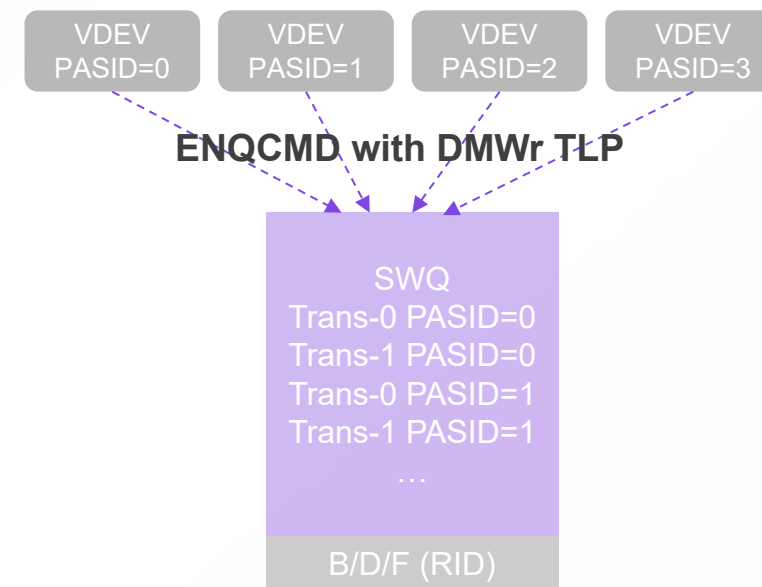 VDEV
PASID=0
VDEV
PASID=1
VDEV
PASID=2
VDEV
PASID=3
ENQCMD with DMWr TLP
SWQ
Trans-0 PASID=0
Trans-1 PASID=0
Trans-0 PASID=1
Trans-1 PASID=1
…
B/D/F (RID)